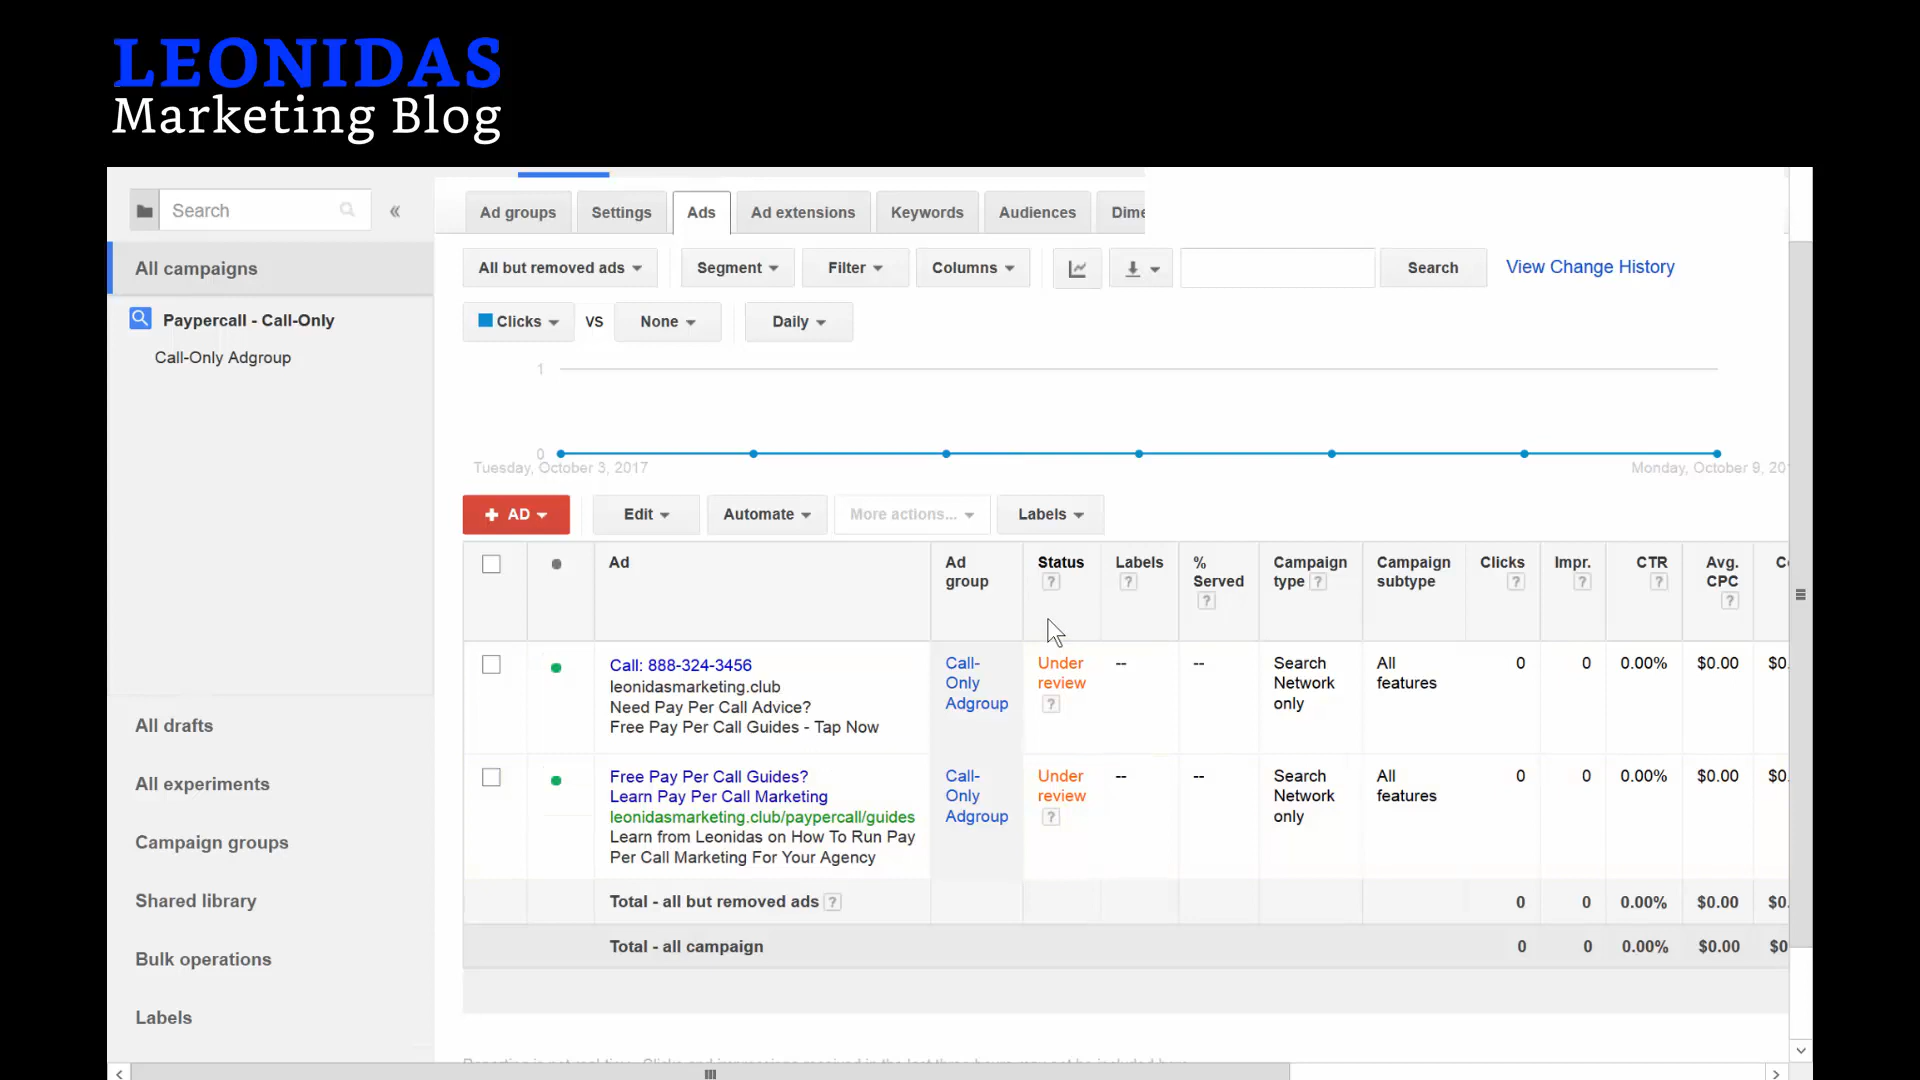 LEONIDAS
Marketing Blog
Search
«
Ad groups
Settings
Ads
Ad extensions
Keywords
Audiences
Dime
All campaigns
All but removed ads
Segment
Filter
Columns
Search
View Change History
Paypercall - Call-Only
Call-Only Adgroup
Clicks
VS
None
Daily
1
0
Tuesday, October 3, 2017
Monday, October 9, 20
+ AD
Edit
Automate
More actions...
Labels
Ad
Ad group
Status ?
Labels ?
% Served ?
Campaign type ?
Campaign subtype
Clicks ?
Impr. ?
CTR ?
Avg. CPC ?
Call: 888-324-3456
leonidasmarketing.club
Need Pay Per Call Advice?
Free Pay Per Call Guides - Tap Now
Call-
Only
Adgroup
Under
review
?
--
--
Search
Network
only
All
features
0
0
0.00%
$0.00
$0.
Free Pay Per Call Guides?
Learn Pay Per Call Marketing
leonidasmarketing.club/paypercall/guides
Learn from Leonidas on How To Run Pay
Per Call Marketing For Your Agency
Call-
Only
Adgroup
Under
review
?
--
--
Search
Network
only
All
features
0
0
0.00%
$0.00
$0.
Total - all but removed ads ?
0
0
0.00%
$0.00
$0.
Total - all campaign
0
0
0.00%
$0.00
$0
All drafts
All experiments
Campaign groups
Shared library
Bulk operations
Labels